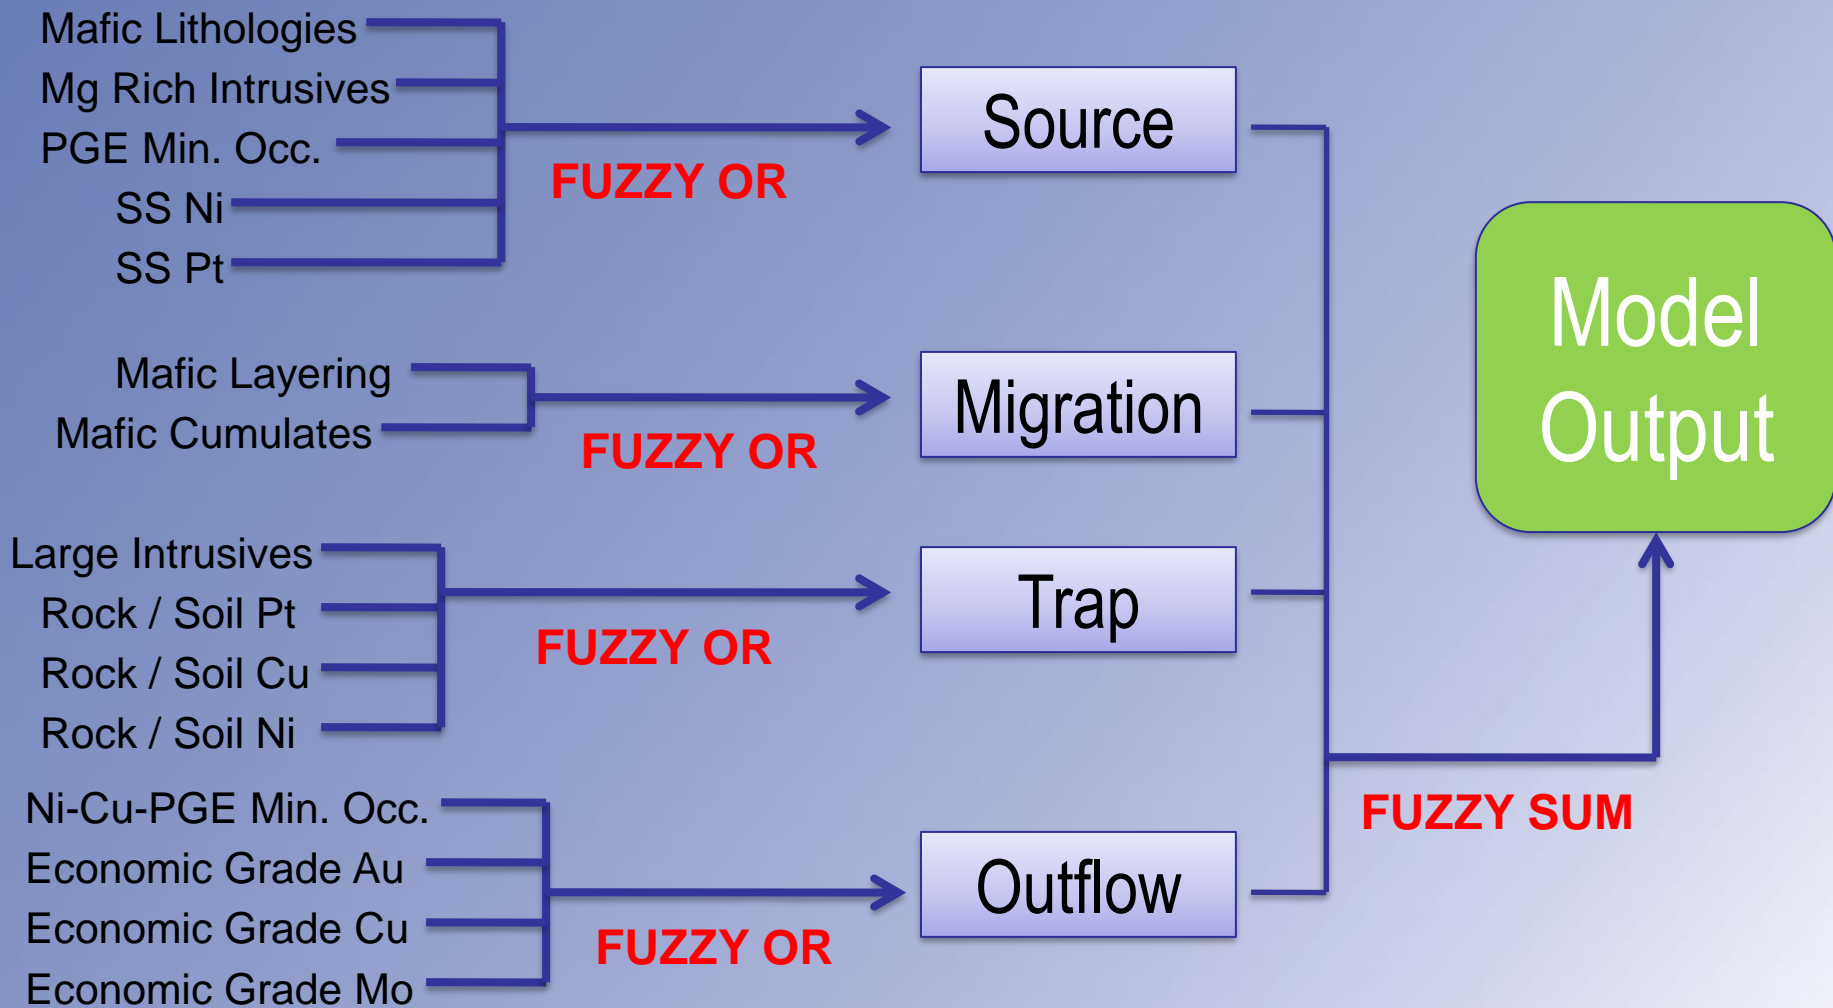 Mafic Lithologies
Mg Rich Intrusives
PGE Min. Occ.
SS Ni
SS Pt
FUZZY OR
Source
Mafic Layering
Mafic Cumulates
FUZZY OR
Migration
Large Intrusives
Rock / Soil Pt
Rock / Soil Cu
Rock / Soil Ni
FUZZY OR
Trap
Ni-Cu-PGE Min. Occ.
Economic Grade Au
Economic Grade Cu
Economic Grade Mo
FUZZY OR
Outflow
FUZZY SUM
Model
Output